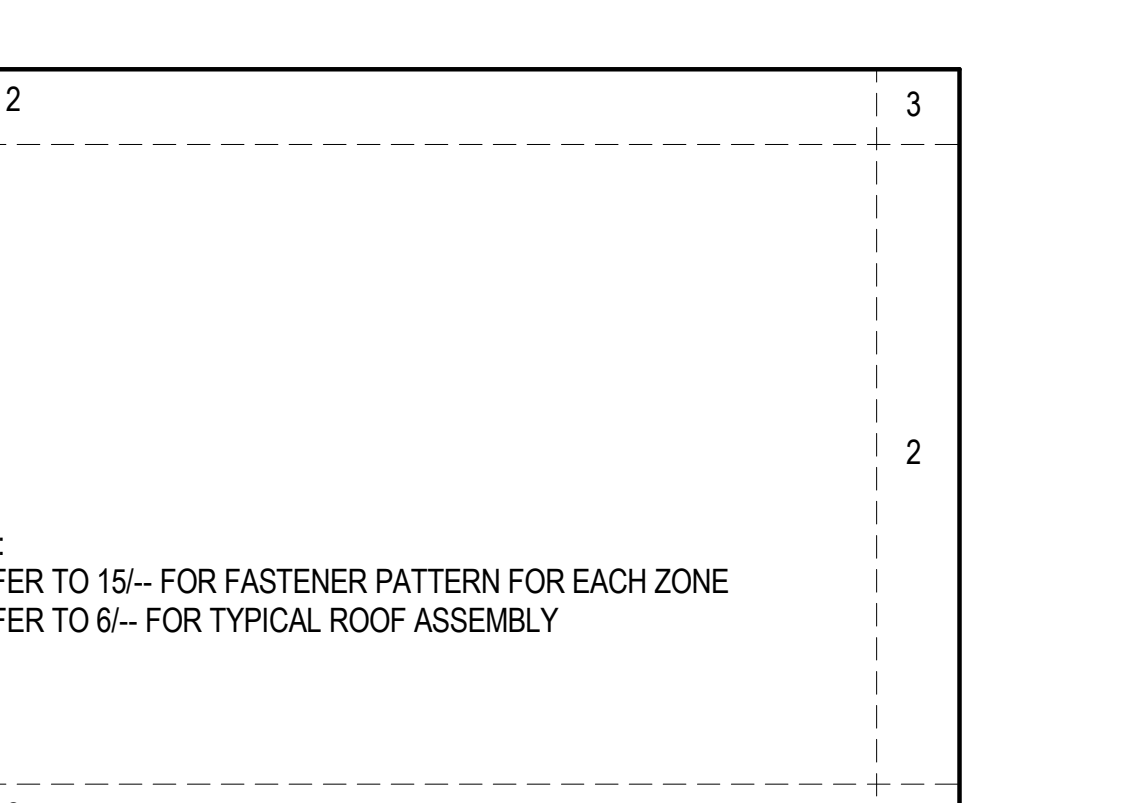 2
3
2
FER TO 15/-- FOR FASTENER PATTERN FOR EACH ZONE
FER TO 6/-- FOR TYPICAL ROOF ASSEMBLY